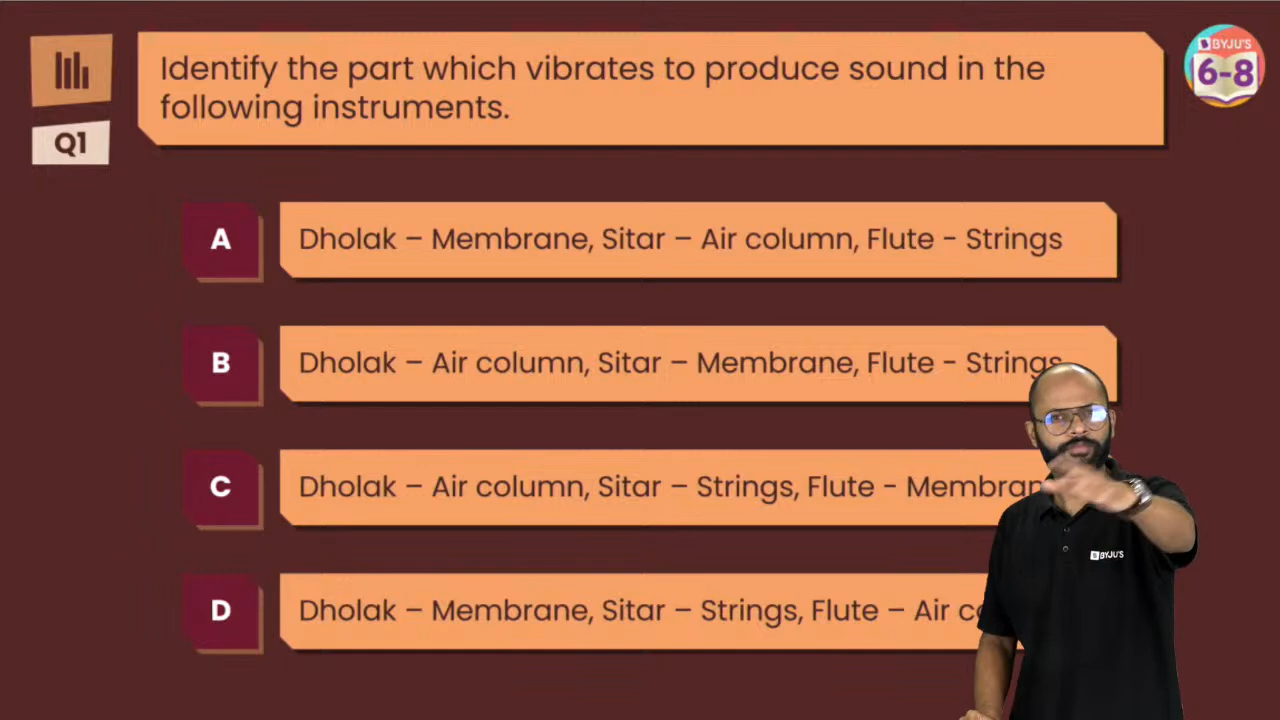 Identify the part which vibrates to produce sound in the
following instruments.
BYJU'S
6-8
Q1
A
Dholak – Membrane, Sitar – Air column, Flute - Strings
B
Dholak – Air column, Sitar – Membrane, Flute - Strings
C
Dholak – Air column, Sitar – Strings, Flute -
D
Dholak – Membrane, Sitar – Strings, Flute – Air
BYJU'S